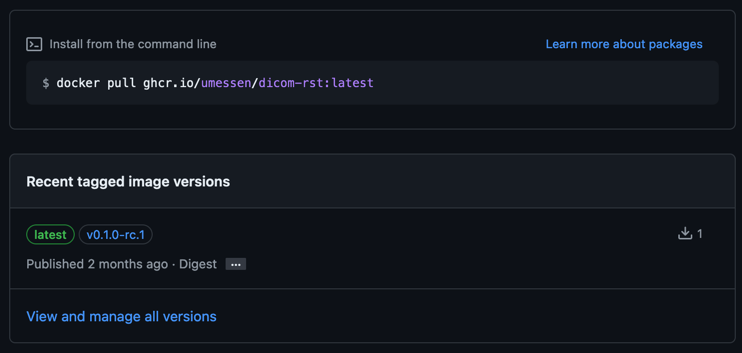 Install from the command line
Learn more about packages
$ docker pull ghcr.io/umessen/dicom-rst:latest
Recent tagged image versions
latest v0.1.0-rc.1
1
Published 2 months ago · Digest ...
View and manage all versions